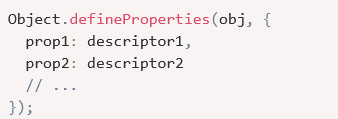 Object.defineProperties(obj, {
  prop1: descriptor1,
  prop2: descriptor2
  // ...
});